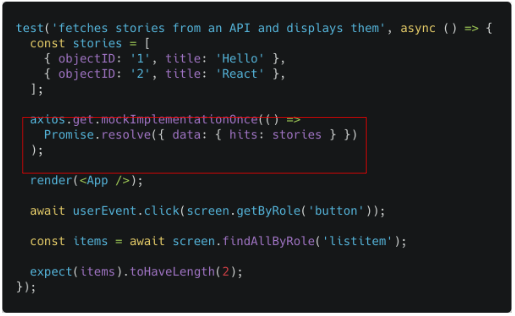 test('fetches stories from an API and displays them', async () => {
  const stories = [
    { objectID: '1', title: 'Hello' },
    { objectID: '2', title: 'React' },
  ];
  axios.get.mockImplementationOnce(() =>
    Promise.resolve({ data: { hits: stories } })
  );
  render(<App />);
  await userEvent.click(screen.getByRole('button'));
  const items = await screen.findAllByRole('listitem');
  expect(items).toHaveLength(2);
});